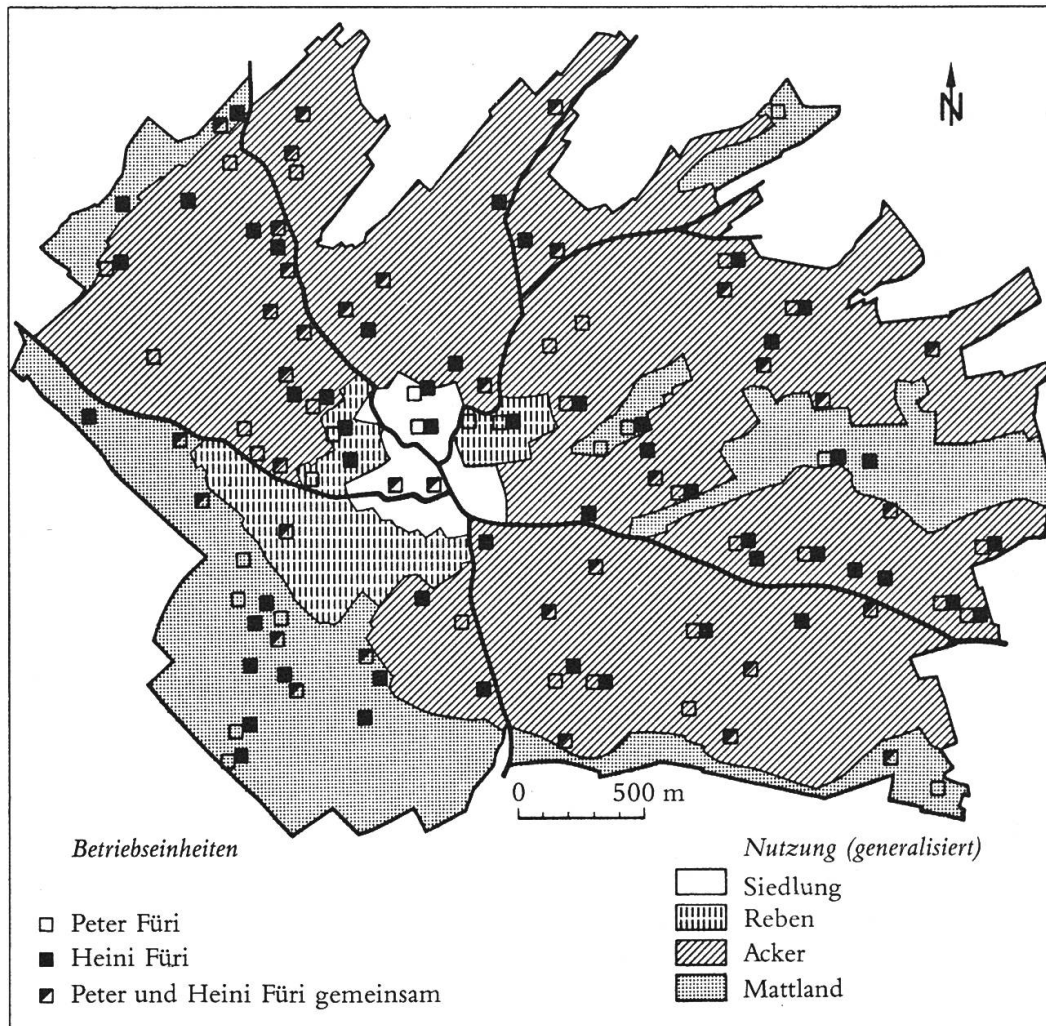 N
0 500 m
Betriebseinheiten
Peter Füri
Heini Füri
Peter und Heini Füri gemeinsam
Nutzung (generalisiert)
Siedlung
Reben
Acker
Mattland